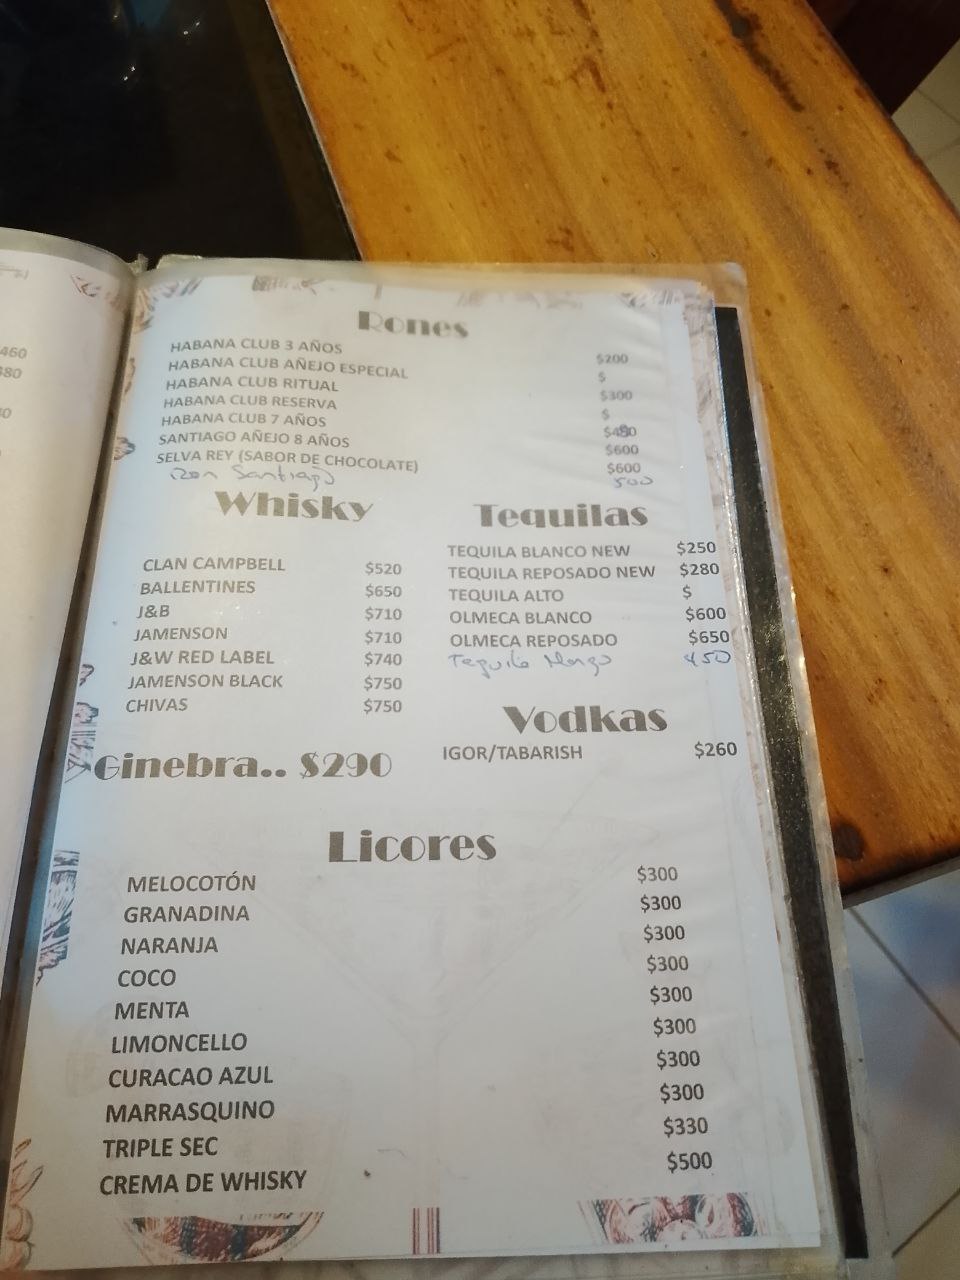 460
Rones
HABANA CLUB 3 AÑOS $200
HABANA CLUB AÑEJO ESPECIAL $
HABANA CLUB RITUAL $300
HABANA CLUB RESERVA $
HABANA CLUB 7 AÑOS $480
SANTIAGO AÑEJO 8 AÑOS $600
SELVA REY (SABOR DE CHOCOLATE) $600
Ron Santiago 500
Whisky
CLAN CAMPBELL $520
BALLENTINES $650
J&B $710
JAMENSON $710
J&W RED LABEL $740
JAMENSON BLACK $750
CHIVAS $750
Tequilas
TEQUILA BLANCO NEW $250
TEQUILA REPOSADO NEW $280
TEQUILA ALTO $
OLMECA BLANCO $600
OLMECA REPOSADO $650
Tequila 450
Vodkas
IGOR/TABARISH $260
Ginebra.. $290
Licores
MELOCOTÓN $300
GRANADINA $300
NARANJA $300
COCO $300
MENTA $300
LIMONCELLO $300
CURACAO AZUL $300
MARRASQUINO $300
TRIPLE SEC $330
CREMA DE WHISKY $500